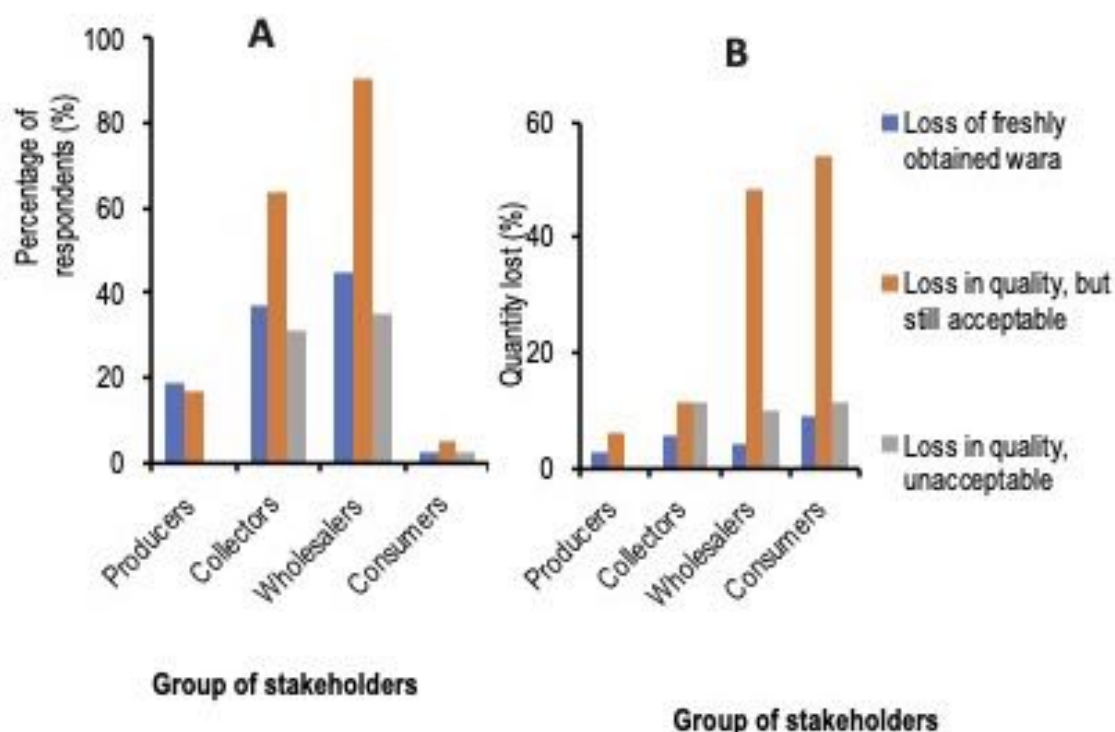 A
Percentage of
respondents (%)
100
80
60
40
20
0
Producers
Collectors
Wholesalers
Consumers
Group of stakeholders
B
Quantity lost (%)
60
40
20
0
Producers
Collectors
Wholesalers
Consumers
Group of stakeholders
Loss of freshly
obtained wara
Loss in quality, but
still acceptable
Loss in quality,
unacceptable